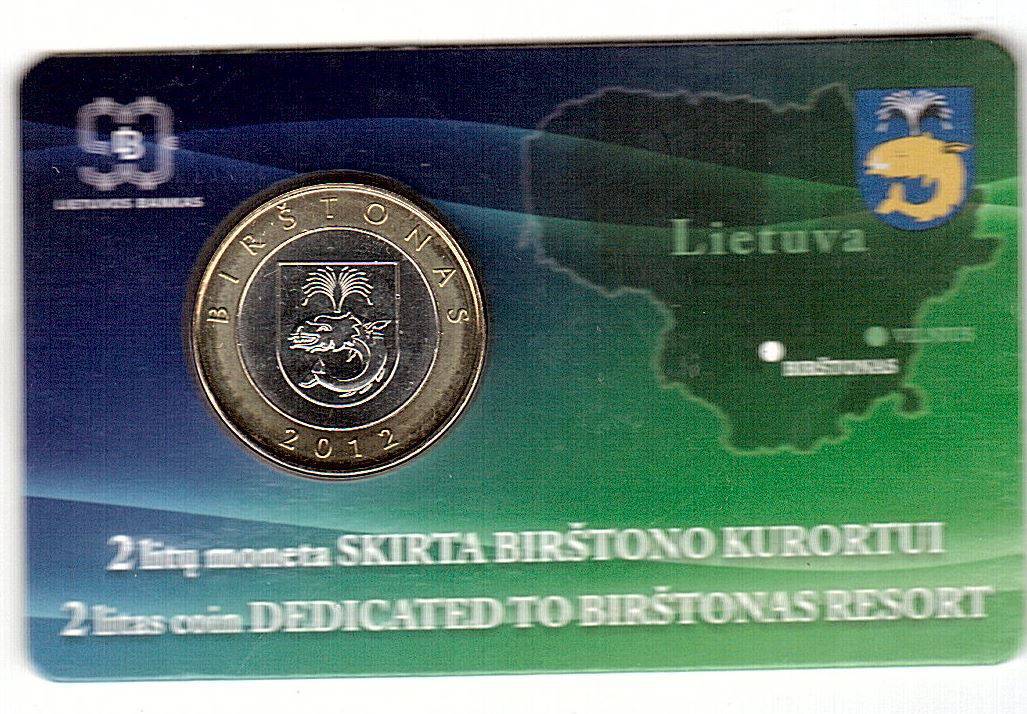 LB
LIETUVOS BANKAS
BIRŠTONAS
2012
Lietuva
VILNIUS
BIRŠTONAS
2 litų moneta SKIRTA BIRŠTONO KURORTUI
2 litas coin DEDICATED TO BIRŠTONAS RESORT